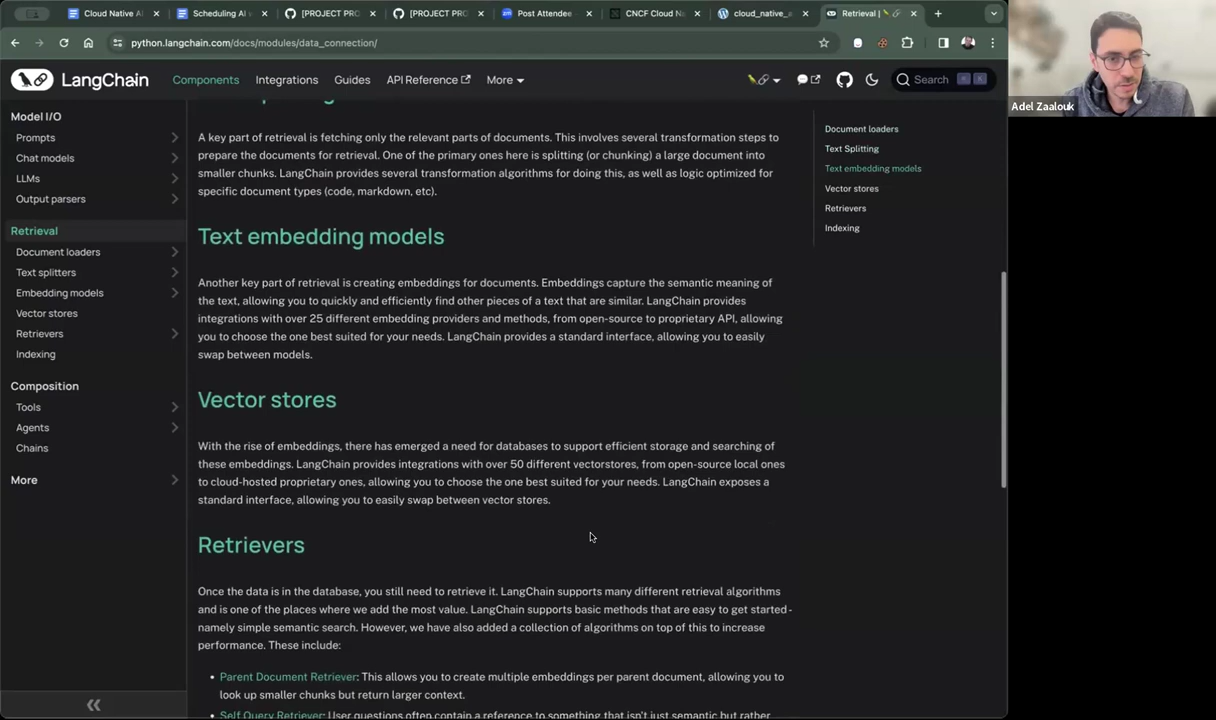 Cloud Native AI
Scheduling AI
[PROJECT PRO
[PROJECT PRO
Post Attendee
CNCF Cloud N
cloud_native_
Retrieval |
python.langchain.com/docs/modules/data_connection/
LangChain
Components
Integrations
Guides
API Reference
More
Search
Adel Zaalouk
Model I/O
Prompts
Chat models
LLMs
Output parsers
Retrieval
Document loaders
Text splitters
Embedding models
Vector stores
Retrievers
Indexing
Composition
Tools
Agents
Chains
More
A key part of retrieval is fetching only the relevant parts of documents. This involves several transformation steps to
prepare the documents for retrieval. One of the primary ones here is splitting (or chunking) a large document into
smaller chunks. LangChain provides several transformation algorithms for doing this, as well as logic optimized for
specific document types (code, markdown, etc).
Text embedding models
Another key part of retrieval is creating embeddings for documents. Embeddings capture the semantic meaning of
the text, allowing you to quickly and efficiently find other pieces of a text that are similar. LangChain provides
integrations with over 25 different embedding providers and methods, from open-source to proprietary API, allowing
you to choose the one best suited for your needs. LangChain provides a standard interface, allowing you to easily
swap between models.
Vector stores
With the rise of embeddings, there has emerged a need for databases to support efficient storage and searching of
these embeddings. LangChain provides integrations with over 50 different vectorstores, from open-source local ones
to cloud-hosted proprietary ones, allowing you to choose the one best suited for your needs. LangChain exposes a
standard interface, allowing you to easily swap between vector stores.
Retrievers
Once the data is in the database, you still need to retrieve it. LangChain supports many different retrieval algorithms
and is one of the places where we add the most value. LangChain supports basic methods that are easy to get started-
namely simple semantic search. However, we have also added a collection of algorithms on top of this to increase
performance. These include:
Parent Document Retriever: This allows you to create multiple embeddings per parent document, allowing you to
look up smaller chunks but return larger context.
Self Query Retriever: User questions often contain a reference to something that isn't just semantic but rather
Document loaders
Text Splitting
Text embedding models
Vector stores
Retrievers
Indexing